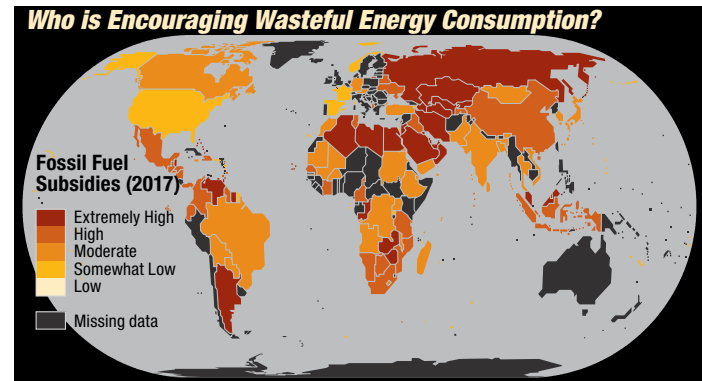 Who is Encouraging Wasteful Energy Consumption?
Fossil Fuel
Subsidies (2017)
Extremely High
High
Moderate
Somewhat Low
Low
Missing data